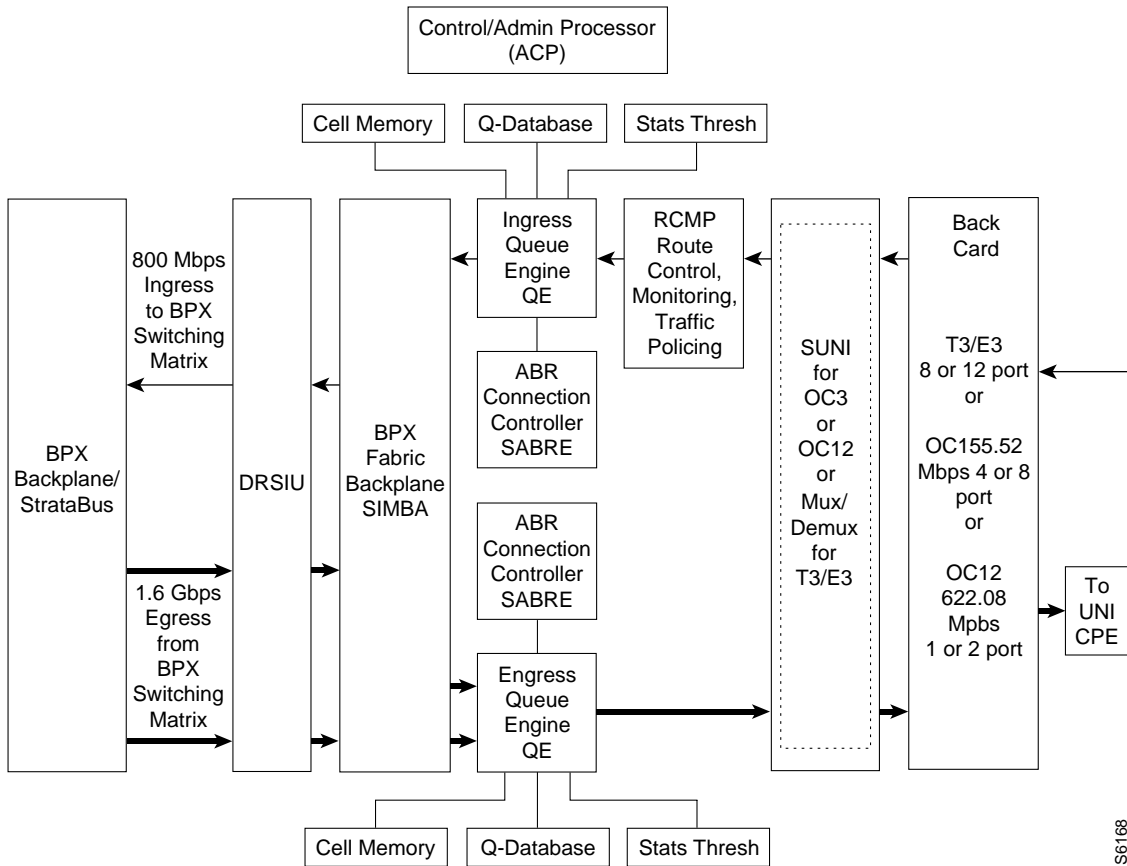 Control/Admin Processor
(ACP)
Cell Memory
Q-Database
Stats Thresh
800 Mbps
Ingress
to BPX
Switching
Matrix
BPX
Backplane/
StrataBus
1.6 Gbps
Egress
from
BPX
Switching
Matrix
DRSIU
BPX
Fabric
Backplane
SIMBA
Ingress
Queue
Engine
QE
ABR
Connection
Controller
SABRE
ABR
Connection
Controller
SABRE
Engress
Queue
Engine
QE
RCMP
Route
Control,
Monitoring,
Traffic
Policing
SUNI
for
OC3
or
OC12
or
Mux/
Demux
for
T3/E3
Back
Card
T3/E3
8 or 12 port
or
OC155.52
Mbps 4 or 8
port
or
OC12
622.08
Mpbs
1 or 2 port
To
UNI
CPE
Cell Memory
Q-Database
Stats Thresh
S6168